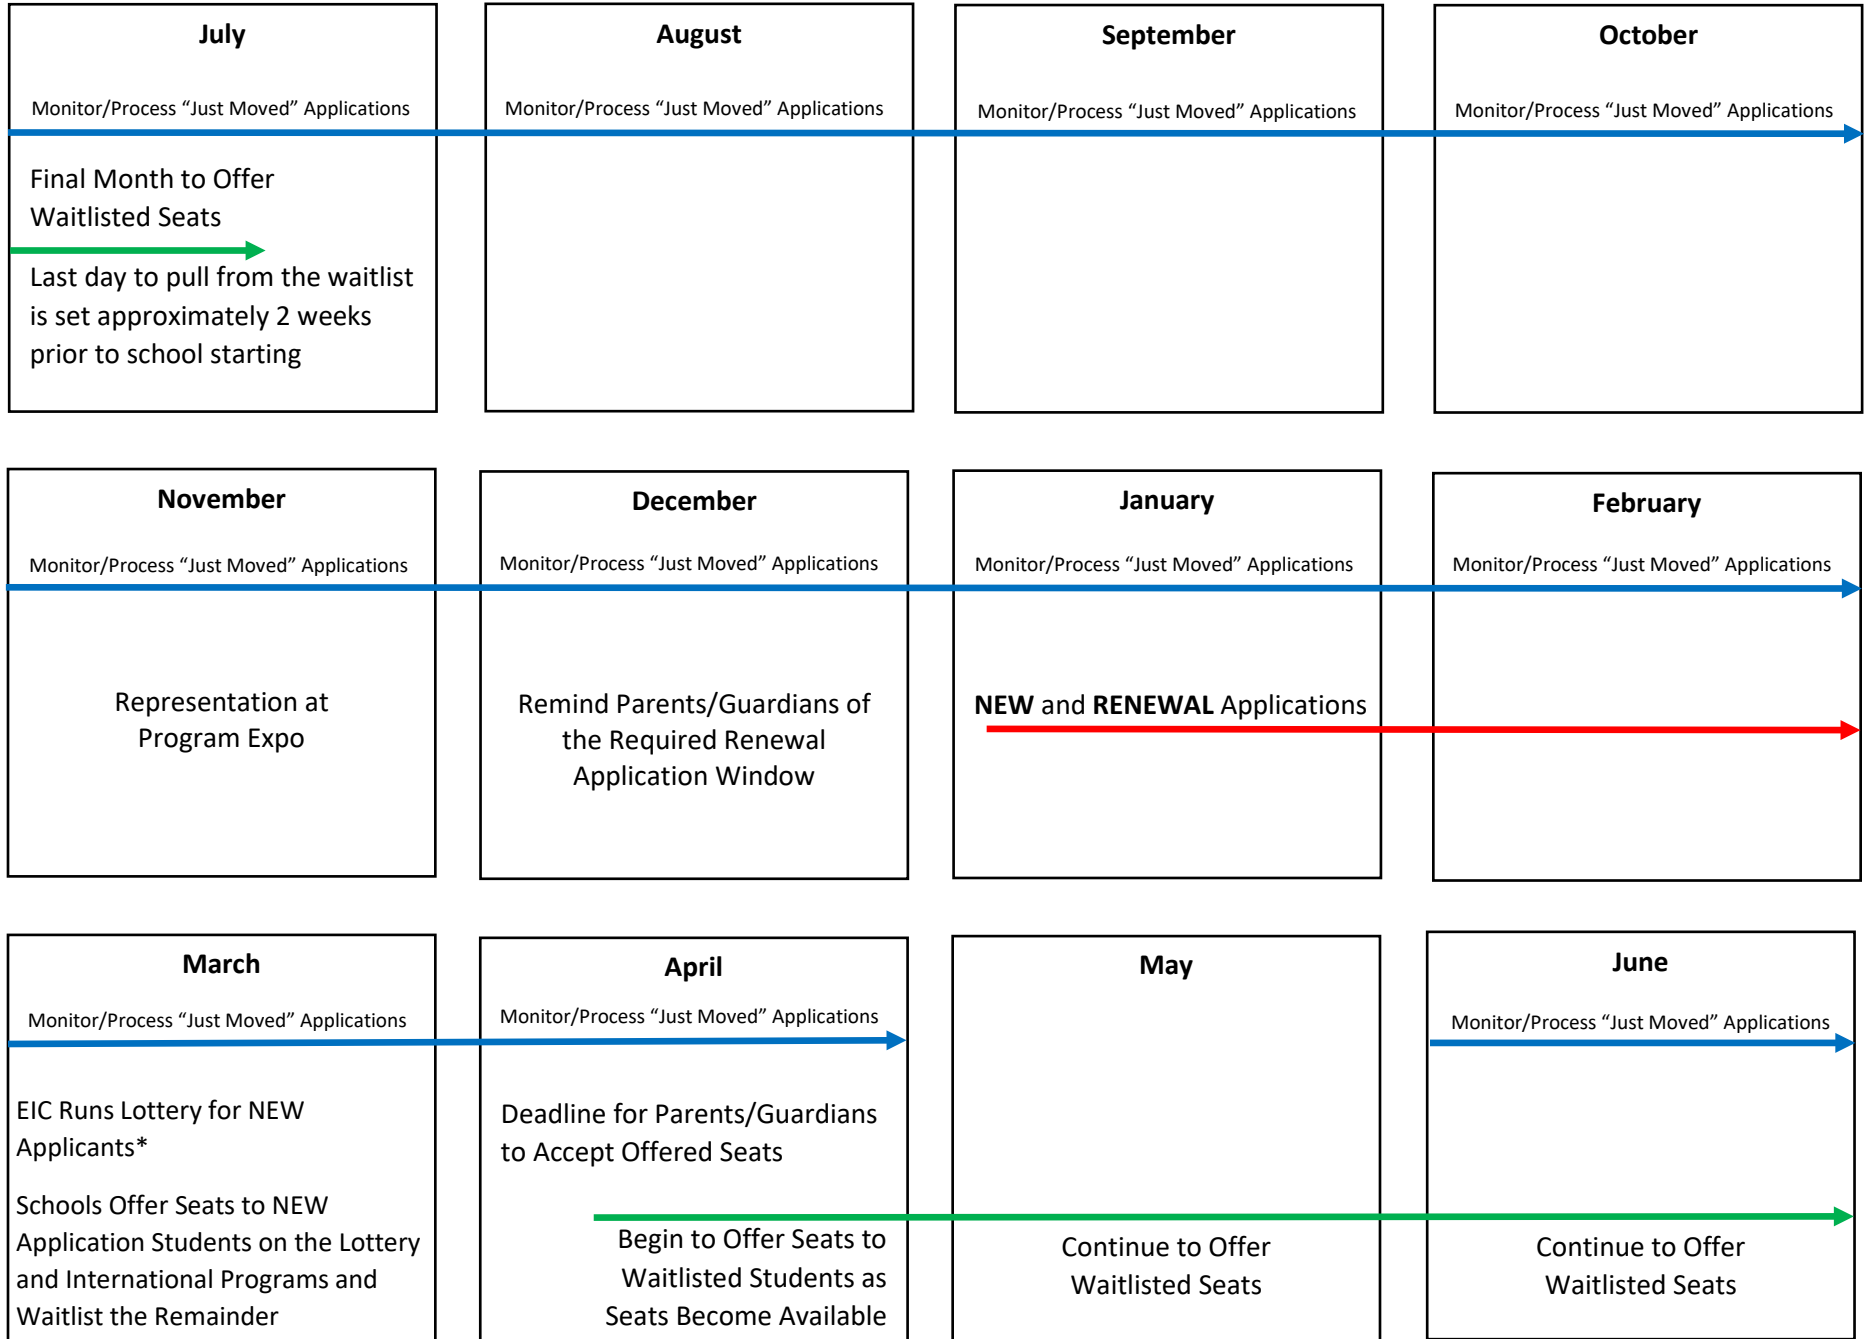 July
Monitor/Process “Just Moved” Applications
Final Month to Offer
Waitlisted Seats
Last day to pull from the waitlist
is set approximately 2 weeks
prior to school starting
August
Monitor/Process “Just Moved” Applications
September
Monitor/Process “Just Moved” Applications
October
Monitor/Process “Just Moved” Applications
November
Monitor/Process “Just Moved” Applications
Representation at
Program Expo
December
Monitor/Process “Just Moved” Applications
Remind Parents/Guardians of
the Required Renewal
Application Window
January
Monitor/Process “Just Moved” Applications
NEW and RENEWAL Applications
February
Monitor/Process “Just Moved” Applications
March
Monitor/Process “Just Moved” Applications
EIC Runs Lottery for NEW
Applicants*
Schools Offer Seats to NEW
Application Students on the Lottery
and International Programs and
Waitlist the Remainder
April
Monitor/Process “Just Moved” Applications
Deadline for Parents/Guardians
to Accept Offered Seats
Begin to Offer Seats to
Waitlisted Students as
Seats Become Available
May
Continue to Offer
Waitlisted Seats
June
Monitor/Process “Just Moved” Applications
Continue to Offer
Waitlisted Seats